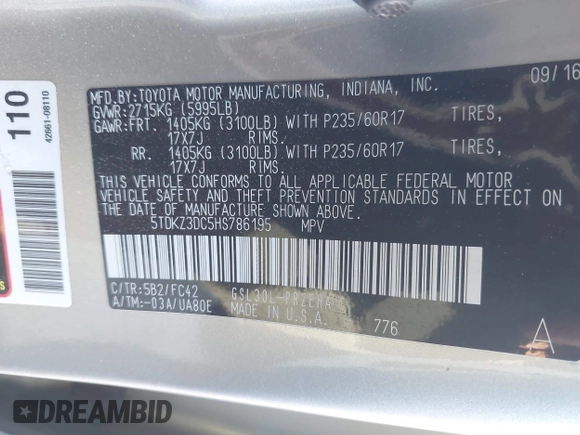 110
42661-08110
09/16
MFD.BY:TOYOTA MOTOR MANUFACTURING, INDIANA, INC.
GVWR:2715KG (5995LB)
GAWR:FRT. 1405KG (3100LB) WITH P235/60R17 TIRES,
17X7J RIMS.
RR. 1405KG (3100LB) WITH P235/60R17 TIRES,
17X7J RIMS.
THIS VEHICLE CONFORMS TO ALL APPLICABLE FEDERAL MOTOR
VEHICLE SAFETY AND THEFT PREVENTION STANDARDS IN EFFECT ON
THE DATE OF MANUFACTURE SHOWN ABOVE.
5TDKZ3DC5HS786195 MPV
C/TR:5B2/FC42
A/TM:-03A/UA80E
MADE IN U.S.A.
776
A
DREAMBID